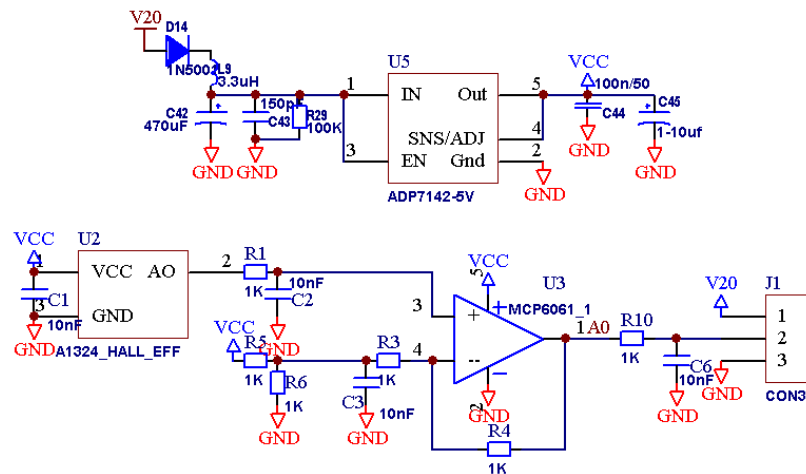 V20
D14
1N5002
L9
3.3uH
C42
470uF
GND
150pF
C43
GND
R29
100K
U5
1
IN
Out
5
SNS/ADJ
4
3
EN
Gnd
2
ADP7142-5V
GND
VCC
100n/50
C44
GND
C45
1-10uf
GND
VCC
U2
1
VCC
AO
2
C1
3
GND
10nF
GND
A1324_HALL_EFF
R1
1K
10nF
C2
GND
VCC
R5
1K
R6
1K
GND
C3
10nF
GND
R3
1K
VCC
5
U3
MCP6061_1
3
+
+
4
--
−
1
A0
2
GND
R4
1K
R10
1K
C6
10nF
GND
V20
J1
1
2
3
GND
CON3